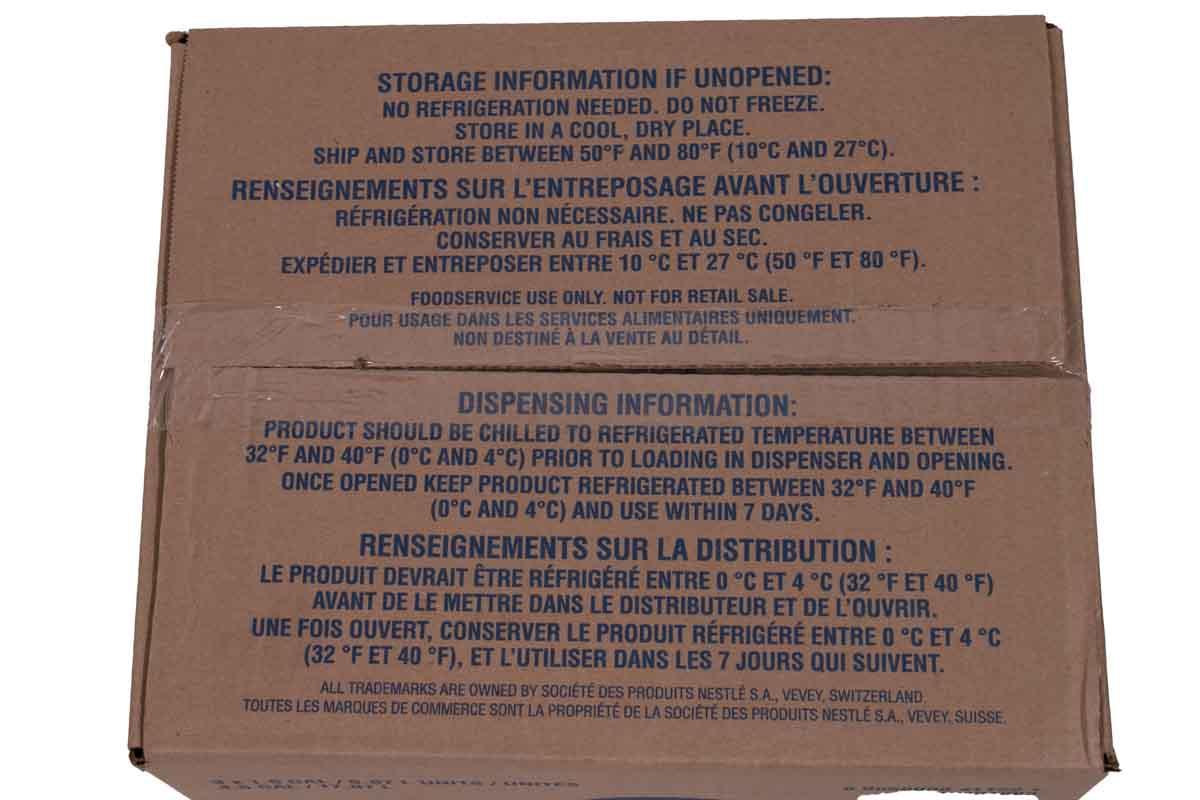 STORAGE INFORMATION IF UNOPENED:
NO REFRIGERATION NEEDED. DO NOT FREEZE.
STORE IN A COOL, DRY PLACE.
SHIP AND STORE BETWEEN 50°F AND 80°F (10°C AND 27°C).
RENSEIGNEMENTS SUR L'ENTREPOSAGE AVANT L'OUVERTURE :
RÉFRIGÉRATION NON NÉCESSAIRE. NE PAS CONGELER.
CONSERVER AU FRAIS ET AU SEC.
EXPÉDIER ET ENTREPOSER ENTRE 10 °C ET 27 °C (50 °F ET 80 °F).
FOODSERVICE USE ONLY. NOT FOR RETAIL SALE.
POUR USAGE DANS LES SERVICES ALIMENTAIRES UNIQUEMENT.
NON DESTINÉ À LA VENTE AU DÉTAIL.
DISPENSING INFORMATION:
PRODUCT SHOULD BE CHILLED TO REFRIGERATED TEMPERATURE BETWEEN
32°F AND 40°F (0°C AND 4°C) PRIOR TO LOADING IN DISPENSER AND OPENING.
ONCE OPENED KEEP PRODUCT REFRIGERATED BETWEEN 32°F AND 40°F
(0°C AND 4°C) AND USE WITHIN 7 DAYS.
RENSEIGNEMENTS SUR LA DISTRIBUTION :
LE PRODUIT DEVRAIT ÊTRE RÉFRIGÉRÉ ENTRE 0 °C ET 4 °C (32 °F ET 40 °F)
AVANT DE LE METTRE DANS LE DISTRIBUTEUR ET DE L'OUVRIR.
UNE FOIS OUVERT, CONSERVER LE PRODUIT RÉFRIGÉRÉ ENTRE 0 °C ET 4 °C
(32 °F ET 40 °F), ET L'UTILISER DANS LES 7 JOURS QUI SUIVENT.
ALL TRADEMARKS ARE OWNED BY SOCIÉTÉ DES PRODUITS NESTLÉ S.A., VEVEY, SWITZERLAND.
TOUTES LES MARQUES DE COMMERCE SONT LA PROPRIÉTÉ DE LA SOCIÉTÉ DES PRODUITS NESTLÉ S.A., VEVEY, SUISSE.
UNITS / UNITÉS